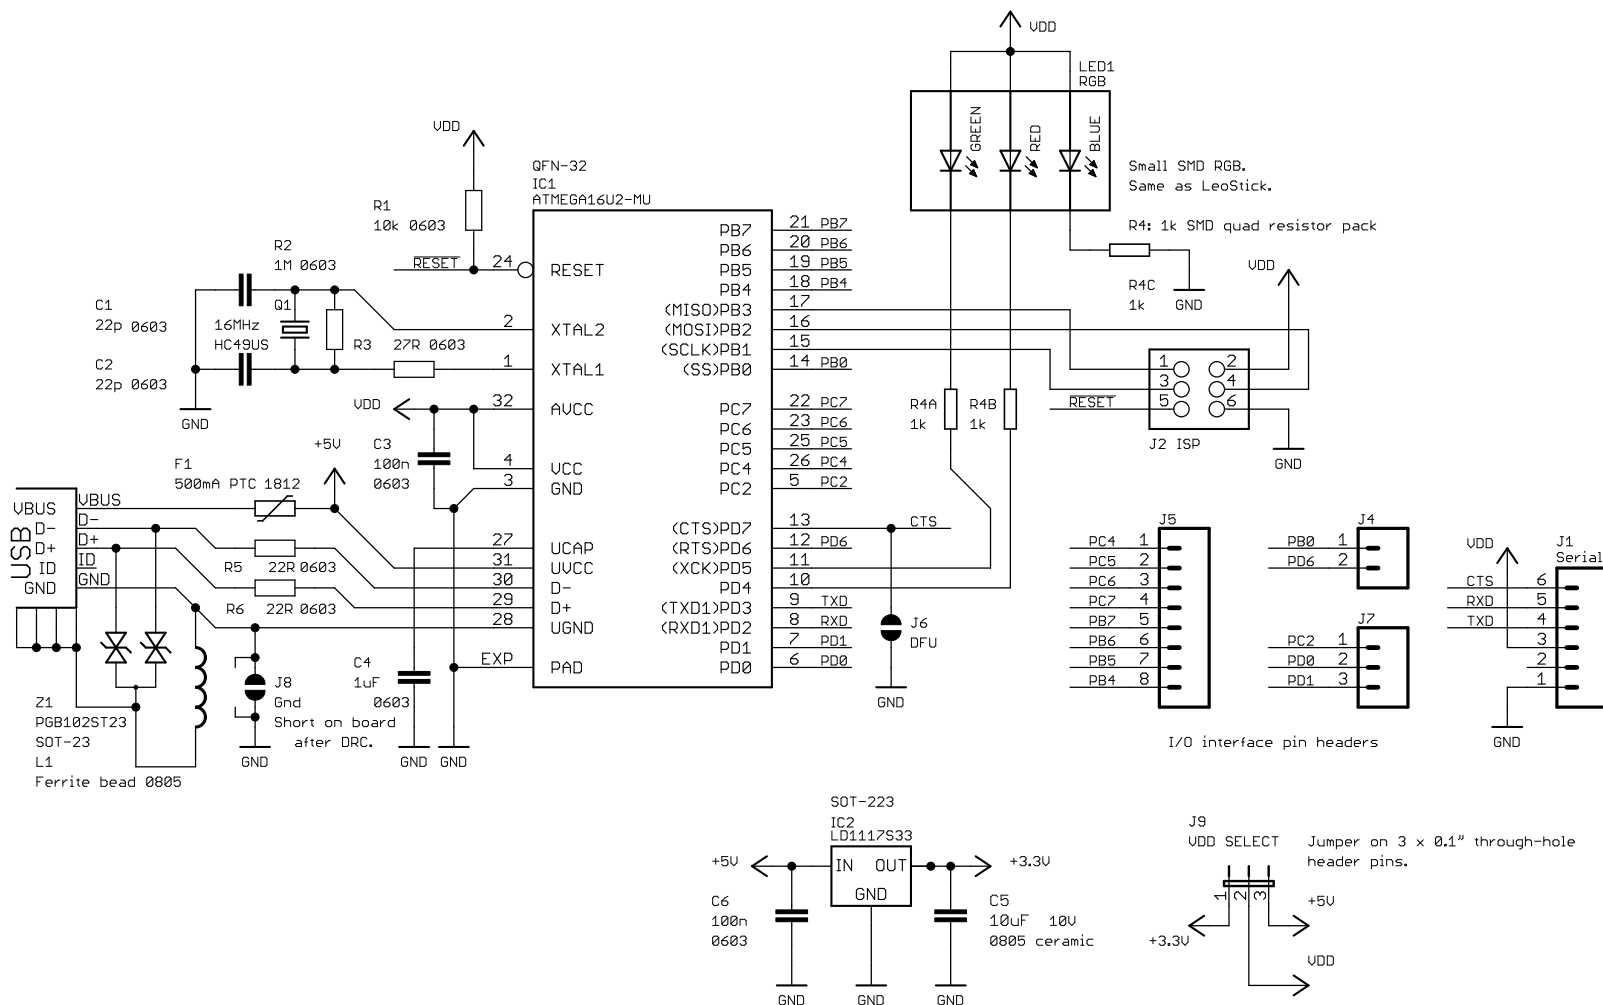 VDD
LED1
RGB
GREEN
RED
BLUE
Small SMD RGB.
Same as LeoStick.
R4: 1k SMD quad resistor pack
R4C
1k
GND
VDD
VDD
R1
10k 0603
RESET
24
QFN-32
IC1
ATMEGA16U2-MU
R2
1M 0603
C1
22p 0603
Q1
16MHz
HC49US
R3
27R 0603
C2
22p 0603
GND
2
1
VDD
32
C3
100n
0603
4
3
+5V
F1
500mA PTC 1812
VBUS
D-
D+
ID
GND
USB
VBUS
D-
D+
ID
GND
R5
22R 0603
R6
22R 0603
27
31
30
29
28
EXP
RESET
XTAL2
XTAL1
AVCC
VCC
GND
UCAP
UVCC
D-
D+
UGND
PAD
PB7
PB6
PB5
PB4
(MISO)PB3
(MOSI)PB2
(SCLK)PB1
(SS)PB0
PC7
PC6
PC5
PC4
PC2
(CTS)PD7
(RTS)PD6
(XCK)PD5
PD4
(TXD1)PD3
(RXD1)PD2
PD1
PD0
21 PB7
20 PB6
19 PB5
18 PB4
17
16
15
14 PB0
22 PC7
23 PC6
25 PC5
26 PC4
5 PC2
13
CTS
12 PD6
11
10
9 TXD
8 RXD
7 PD1
6 PD0
R4A
1k
R4B
1k
RESET
1 2
3 4
5 6
J2 ISP
GND
J6
DFU
GND
C4
1uF
0603
GND
GND
J8
Gnd
Short on board
after DRC.
GND
Z1
PGB102ST23
SOT-23
L1
Ferrite bead 0805
J5
PC4 1
PC5 2
PC6 3
PC7 4
PB7 5
PB6 6
PB5 7
PB4 8
J4
PB0 1
PD6 2
J7
PC2 1
PD0 2
PD1 3
VDD
J1
Serial
CTS 6
RXD 5
TXD 4
3
2
1
GND
I/O interface pin headers
SOT-223
IC2
LD1117S33
+5V
IN OUT
GND
+3.3V
C6
100n
0603
GND
GND
C5
10uF 10V
0805 ceramic
GND
J9
VDD SELECT
Jumper on 3 x 0.1" through-hole
header pins.
1
2
3
+3.3V
+5V
VDD